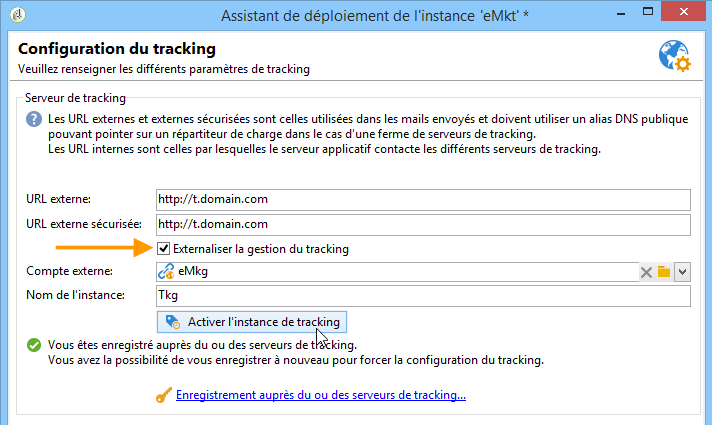 Assistant de déploiement de l'instance 'eMkt' *
Configuration du tracking
Veuillez renseigner les différents paramètres de tracking
Serveur de tracking
Les URL externes et externes sécurisées sont celles utilisées dans les mails envoyés et doivent utiliser un alias DNS publique
pouvant pointer sur un répartiteur de charge dans le cas d'une ferme de serveurs de tracking.
Les URL internes sont celles par lesquelles le serveur applicatif contacte les différents serveurs de tracking.
URL externe: http://t.domain.com
URL externe sécurisée: http://t.domain.com
Externaliser la gestion du tracking
Compte externe: eMkg
Nom de l'instance: Tkg
Activer l'instance de tracking
Vous êtes enregistré auprès du ou des serveurs de tracking.
Vous avez la possibilité de vous enregistrer à nouveau pour forcer la configuration du tracking.
Enregistrement auprès du ou des serveurs de tracking...